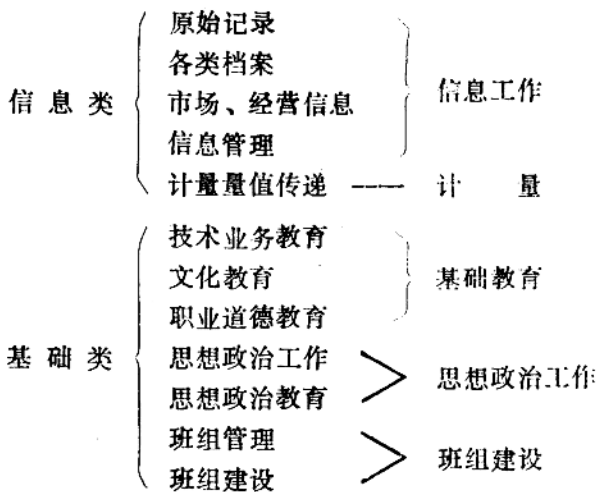 原始记录
各类档案
信息类 市场、经营信息 信息工作
信息管理
计量量值传递 —— 计量
技术业务教育
文化教育 基础教育
职业道德教育
基础类 思想政治工作
思想政治教育 思想政治工作
班组管理
班组建设 班组建设